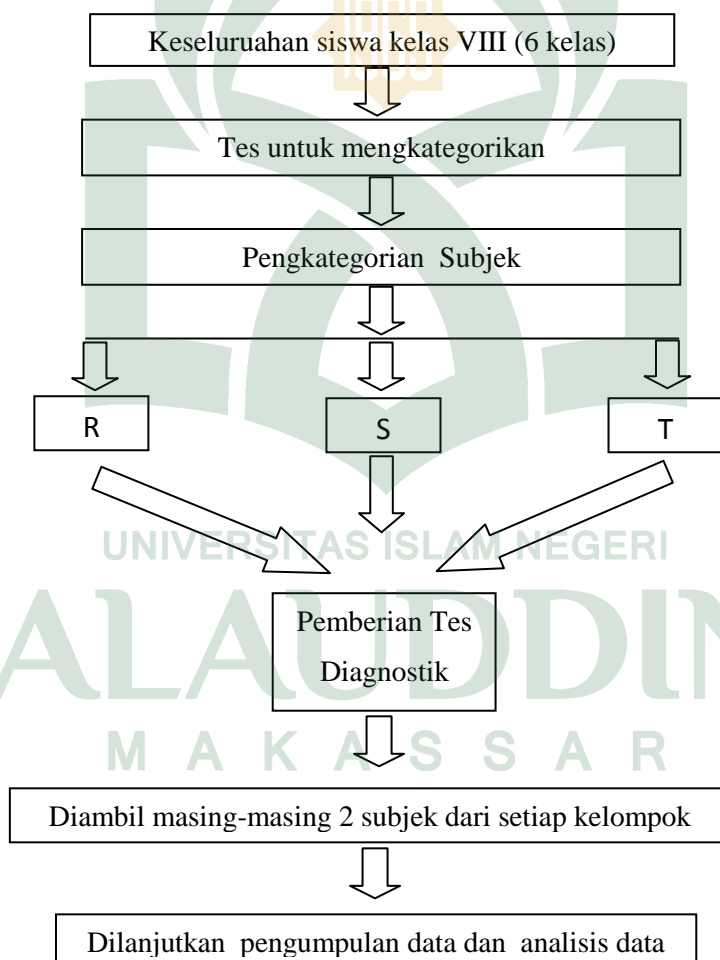 Keseluruahan siswa kelas VIII (6 kelas)
Tes untuk mengkategorikan
Pengkategorian Subjek
R S T
UNIVERSITAS ISLAM NEGERI
Pemberian Tes
Diagnostik
ALAUDDIN
MAKASSAR
Diambil masing-masing 2 subjek dari setiap kelompok
Dilanjutkan pengumpulan data dan analisis data